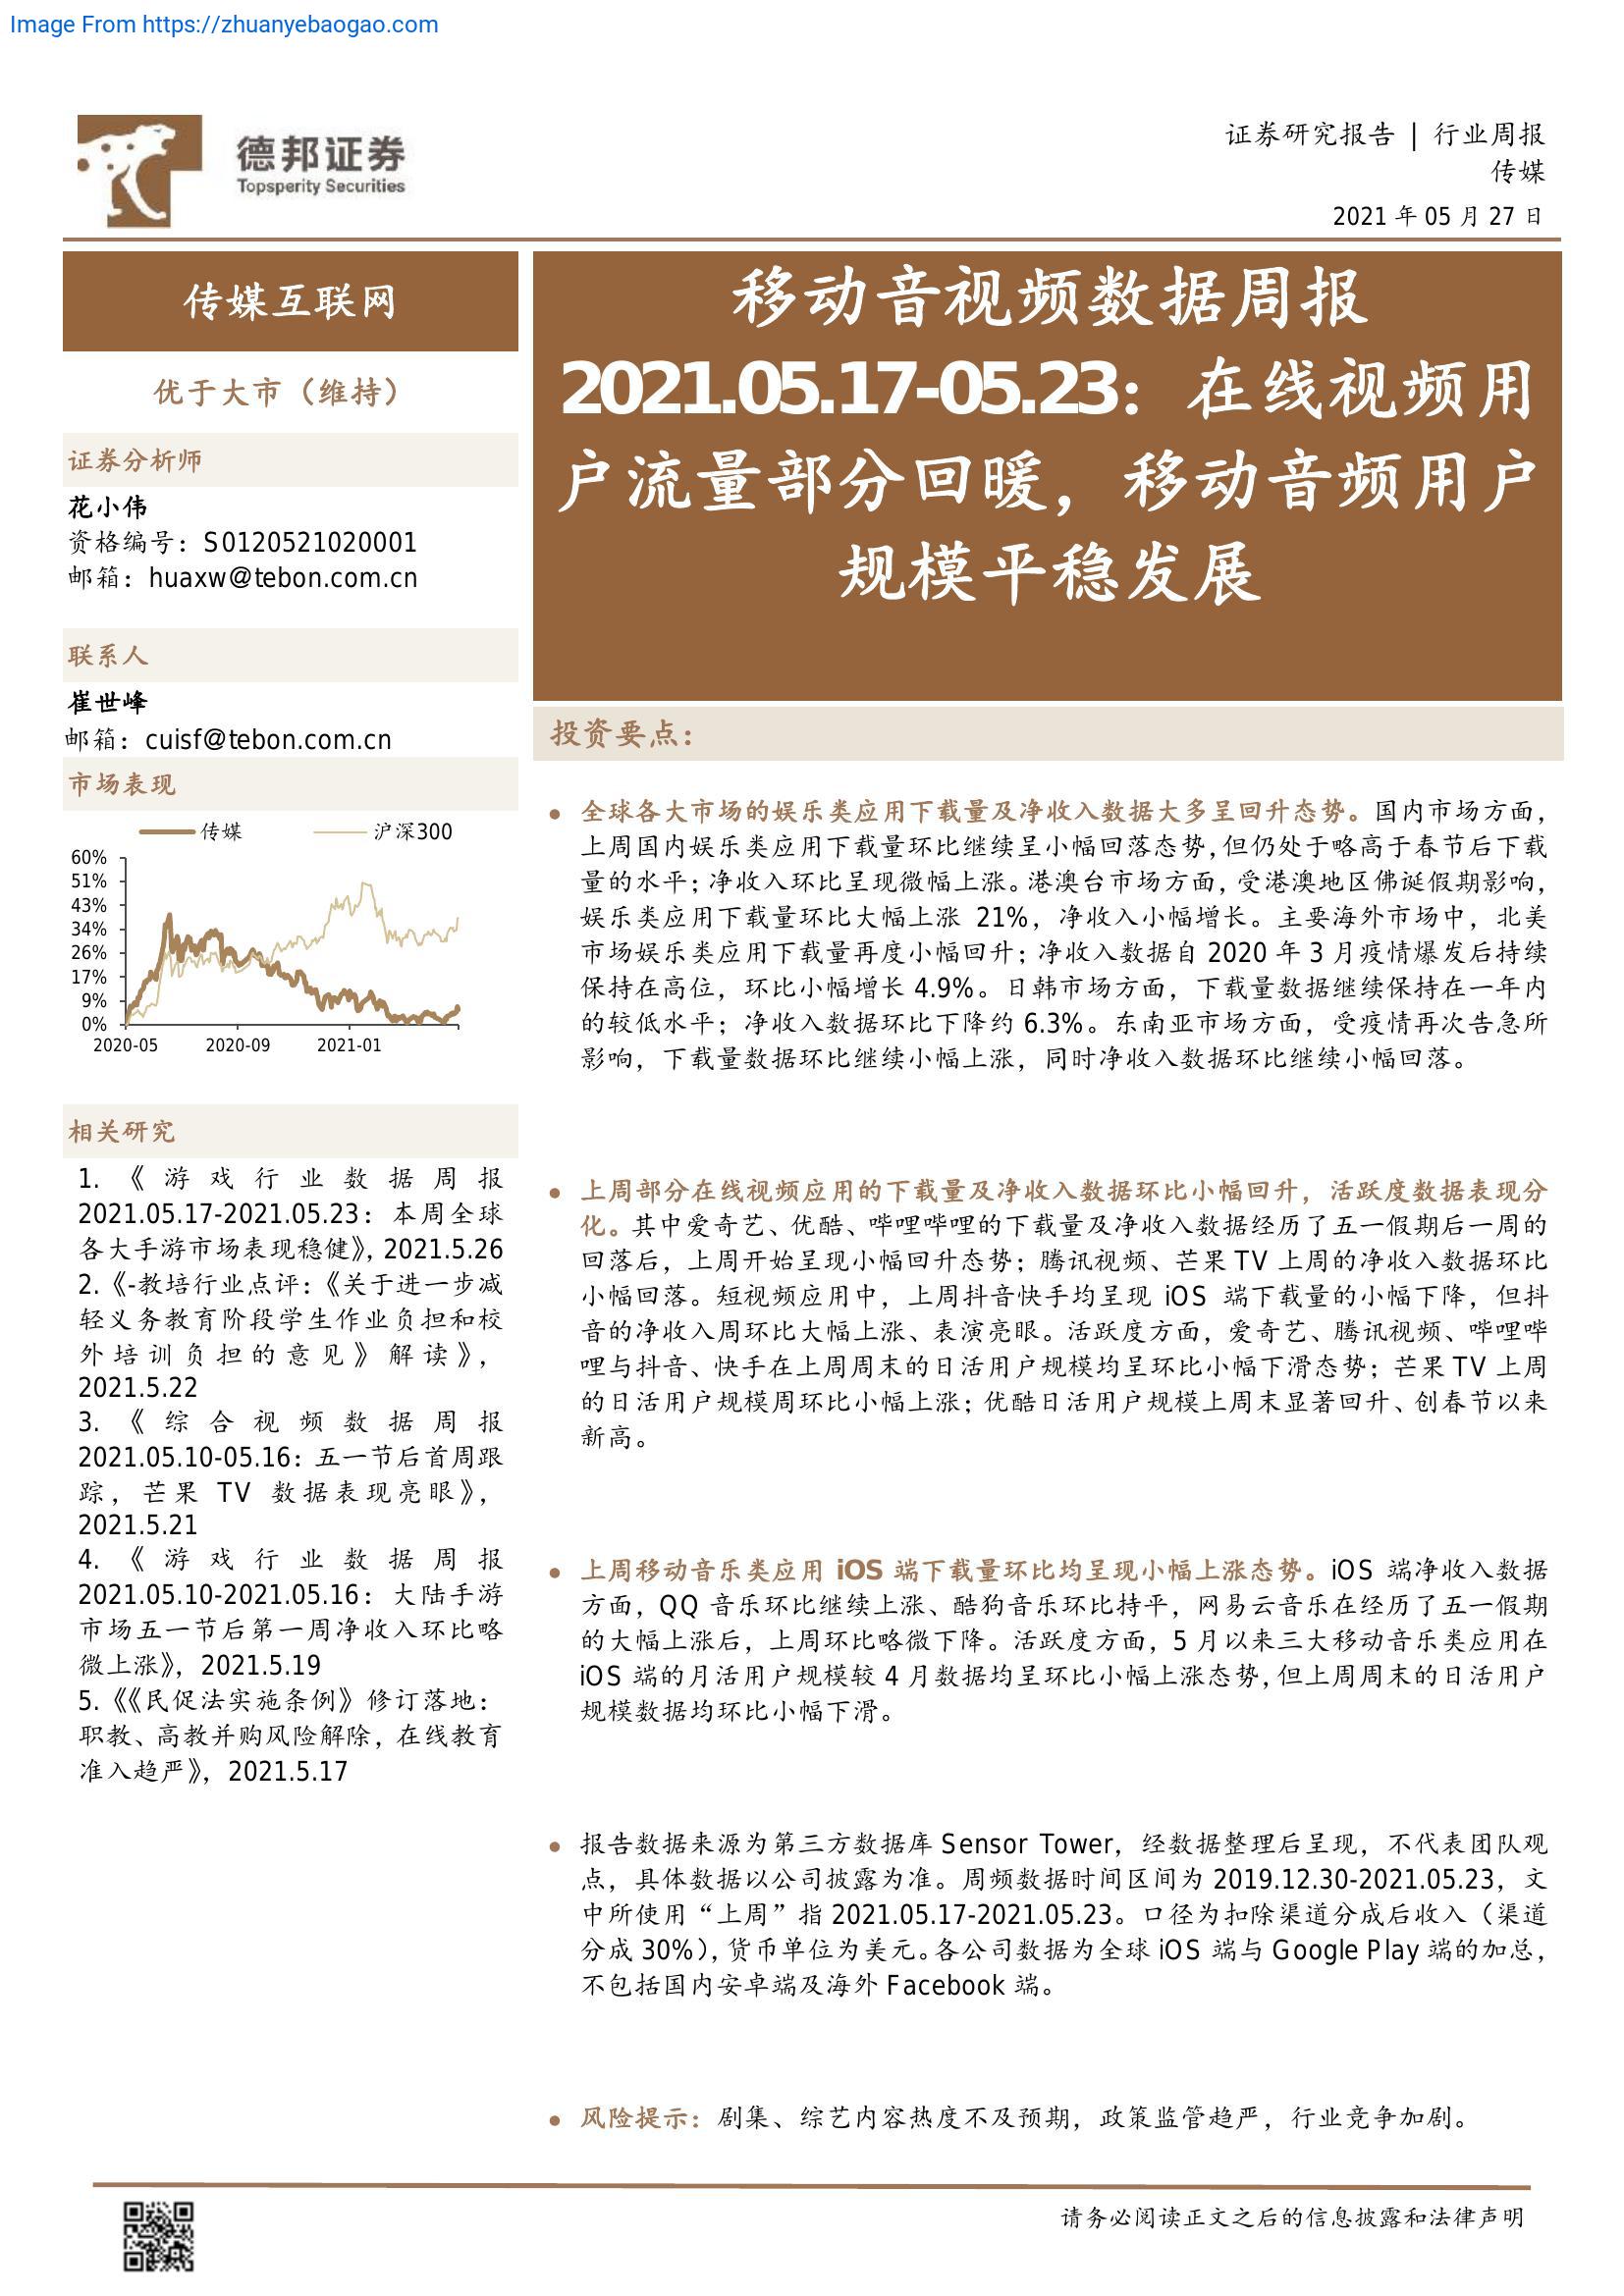 Image From https://zhuanyebaogao.com
德邦证券
Topsperity Securities
证券研究报告 | 行业周报
传媒
2021 年 05 月 27 日
传媒互联网
优于大市（维持）
证券分析师
花小伟
资格编号：S0120521020001
邮箱：huaxw@tebon.com.cn
联系人
崔世峰
邮箱：cuisf@tebon.com.cn
市场表现
传媒 沪深300
60%
51%
43%
34%
26%
17%
9%
0%
2020-05 2020-09 2021-01
相关研究
1. 《游戏行业数据周报
2021.05.17-2021.05.23：本周全球
各大手游市场表现稳健》，2021.5.26
2.《-教培行业点评：《关于进一步减
轻义务教育阶段学生作业负担和校
外培训负担的意见》解读》，
2021.5.22
3. 《综合视频数据周报
2021.05.10-05.16：五一节后首周跟
踪，芒果 TV 数据表现亮眼》，
2021.5.21
4. 《游戏行业数据周报
2021.05.10-2021.05.16：大陆手游
市场五一节后第一周净收入环比略
微上涨》，2021.5.19
5.《《民促法实施条例》修订落地：
职教、高教并购风险解除，在线教育
准入趋严》，2021.5.17
移动音视频数据周报
2021.05.17-05.23：在线视频用
户流量部分回暖，移动音频用户
规模平稳发展
投资要点：
● 全球各大市场的娱乐类应用下载量及净收入数据大多呈回升态势。国内市场方面，
上周国内娱乐类应用下载量环比继续呈小幅回落态势，但仍处于略高于春节后下载
量的水平；净收入环比呈现微幅上涨。港澳台市场方面，受港澳地区佛诞假期影响，
娱乐类应用下载量环比大幅上涨 21%，净收入小幅增长。主要海外市场中，北美
市场娱乐类应用下载量再度小幅回升；净收入数据自 2020 年 3 月疫情爆发后持续
保持在高位，环比小幅增长 4.9%。日韩市场方面，下载量数据继续保持在一年内
的较低水平；净收入数据环比下降约 6.3%。东南亚市场方面，受疫情再次告急所
影响，下载量数据环比继续小幅上涨，同时净收入数据环比继续小幅回落。
● 上周部分在线视频应用的下载量及净收入数据环比小幅回升，活跃度数据表现分
化。其中爱奇艺、优酷、哔哩哔哩的下载量及净收入数据经历了五一假期后一周的
回落后，上周开始呈现小幅回升态势；腾讯视频、芒果 TV 上周的净收入数据环比
小幅回落。短视频应用中，上周抖音快手均呈现 iOS 端下载量的小幅下降，但抖
音的净收入周环比大幅上涨、表演亮眼。活跃度方面，爱奇艺、腾讯视频、哔哩哔
哩与抖音、快手在上周周末的日活用户规模均呈环比小幅下滑态势；芒果 TV 上周
的日活用户规模周环比小幅上涨；优酷日活用户规模上周末显著回升、创春节以来
新高。
● 上周移动音乐类应用 iOS 端下载量环比均呈现小幅上涨态势。iOS 端净收入数据
方面，QQ 音乐环比继续上涨、酷狗音乐环比持平，网易云音乐在经历了五一假期
的大幅上涨后，上周环比略微下降。活跃度方面，5 月以来三大移动音乐类应用在
iOS 端的月活用户规模较 4 月数据均呈环比小幅上涨态势，但上周周末的日活用户
规模数据均环比小幅下滑。
● 报告数据来源为第三方数据库 Sensor Tower，经数据整理后呈现，不代表团队观
点，具体数据以公司披露为准。周频数据时间区间为 2019.12.30-2021.05.23，文
中所使用“上周”指 2021.05.17-2021.05.23。口径为扣除渠道分成后收入（渠道
分成 30%），货币单位为美元。各公司数据为全球 iOS 端与 Google Play 端的加总，
不包括国内安卓端及海外 Facebook 端。
● 风险提示：剧集、综艺内容热度不及预期，政策监管趋严，行业竞争加剧。
请务必阅读正文之后的信息披露和法律声明